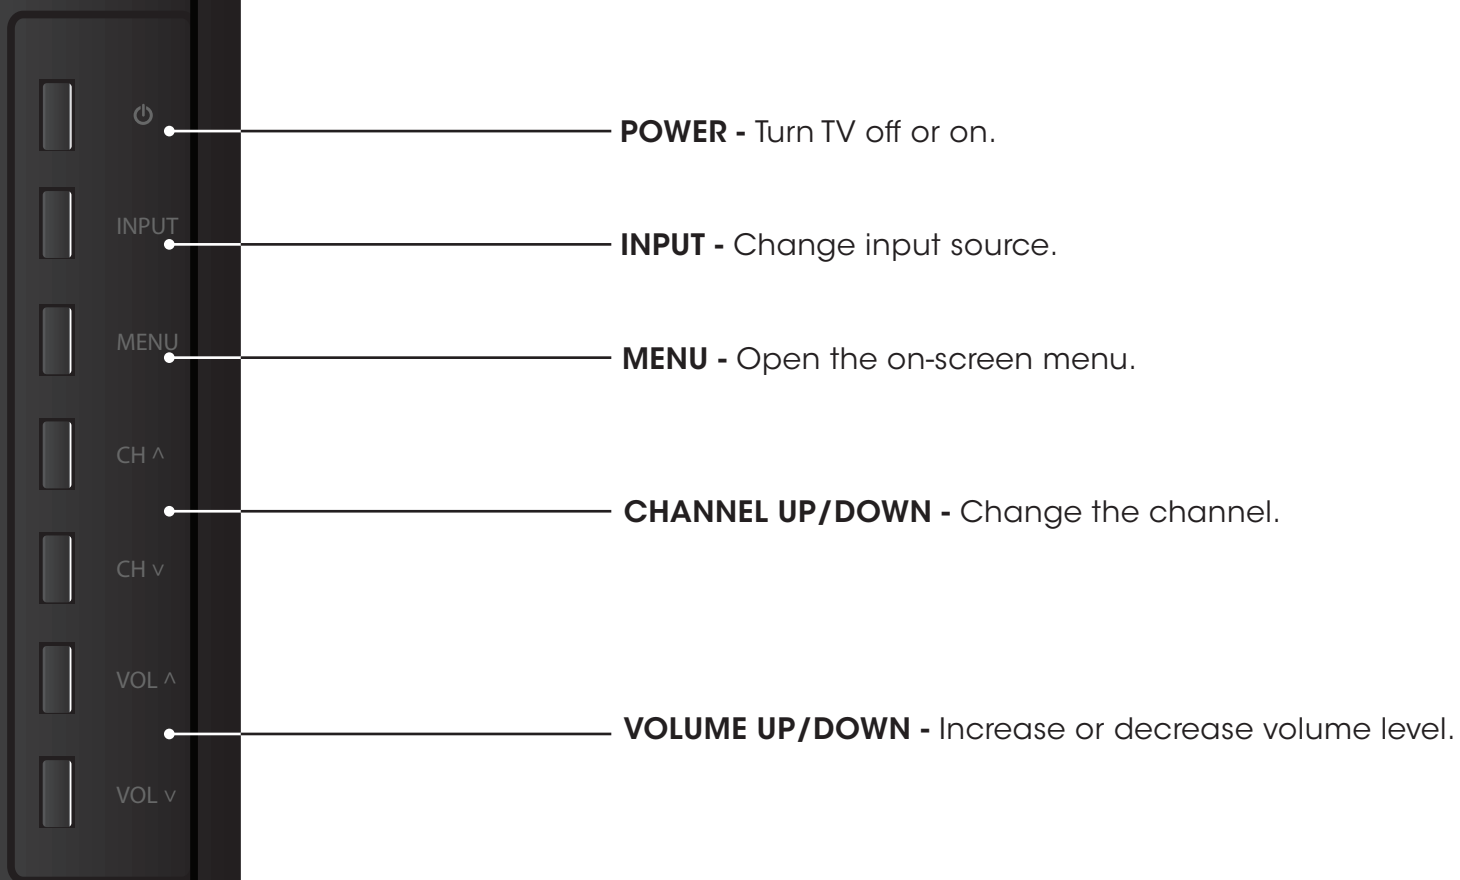 POWER - Turn TV off or on.
INPUT
INPUT - Change input source.
MENU
MENU - Open the on-screen menu.
CH ^
CHANNEL UP/DOWN - Change the channel.
CH v
VOL ^
VOLUME UP/DOWN - Increase or decrease volume level.
VOL v